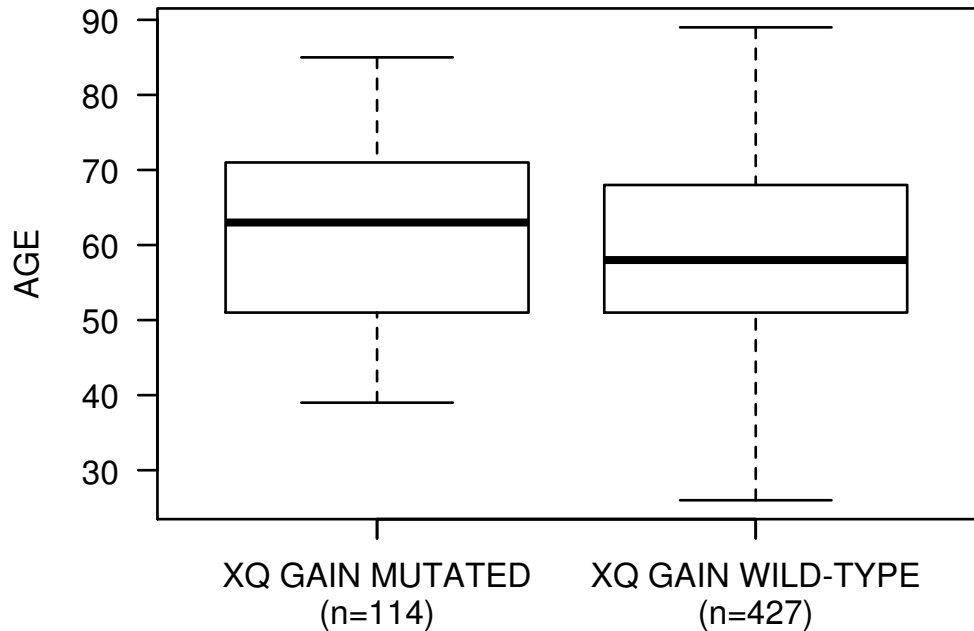 90
80
70
60
50
40
30
AGE
XQ GAIN MUTATED
(n=114)
XQ GAIN WILD-TYPE
(n=427)